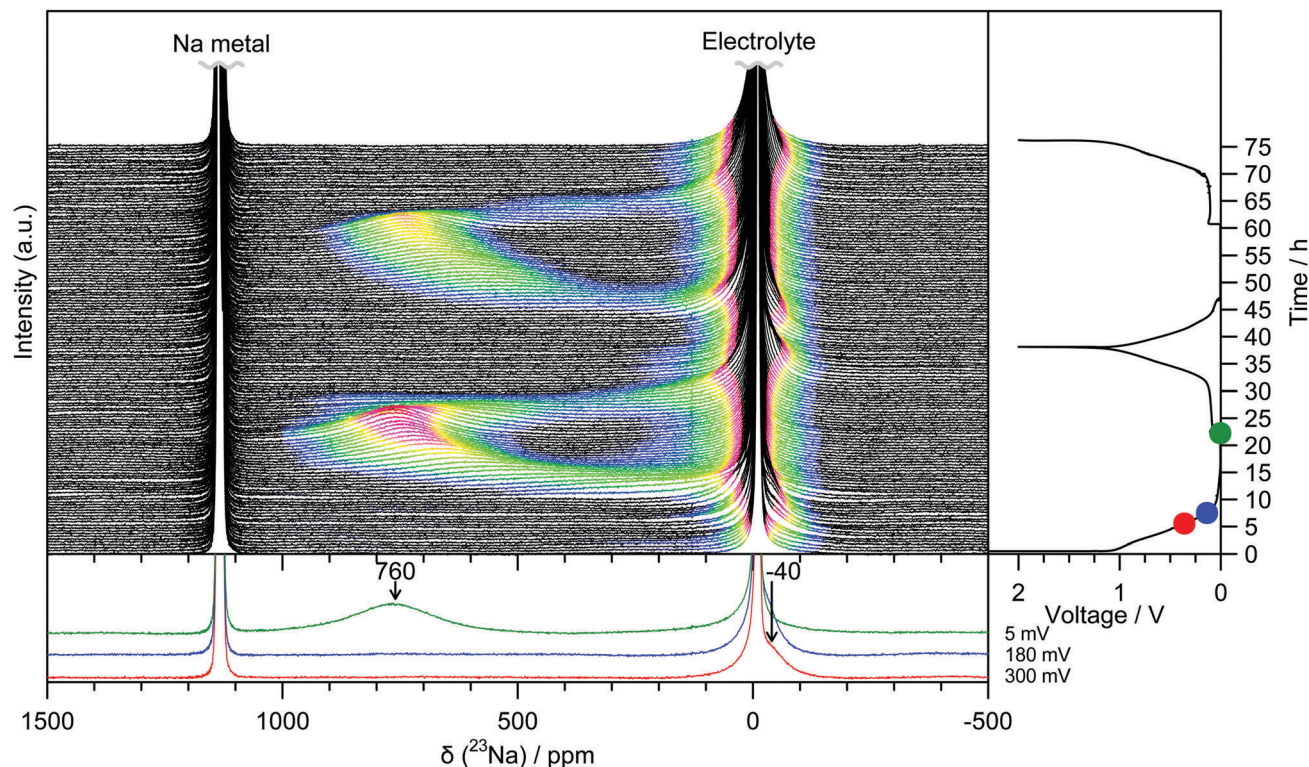 Na metal
Electrolyte
Intensity (a.u.)
75
70
65
60
55
50
45
40
35
30
25
20
15
10
5
0
Time / h
760
-40
2 1 0
Voltage / V
5 mV
180 mV
300 mV
1500 1000 500 0 -500
δ (²³Na) / ppm